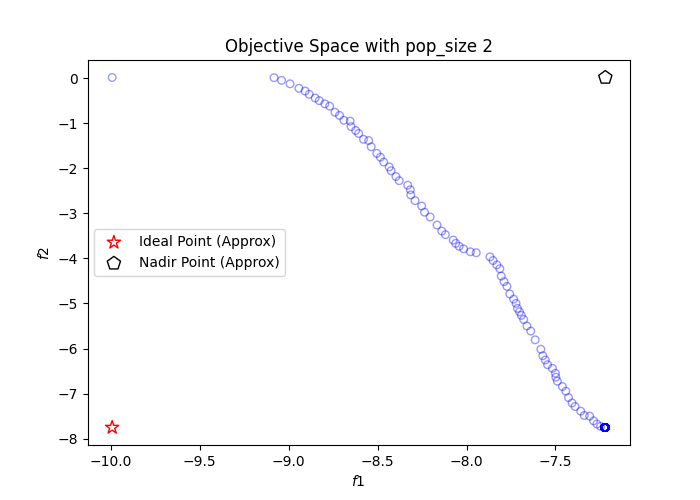 Objective Space with pop_size 2
0
−1
−2
−3
−4
−5
−6
−7
−8
f2
Ideal Point (Approx)
Nadir Point (Approx)
−10.0 −9.5 −9.0 −8.5 −8.0 −7.5
f1